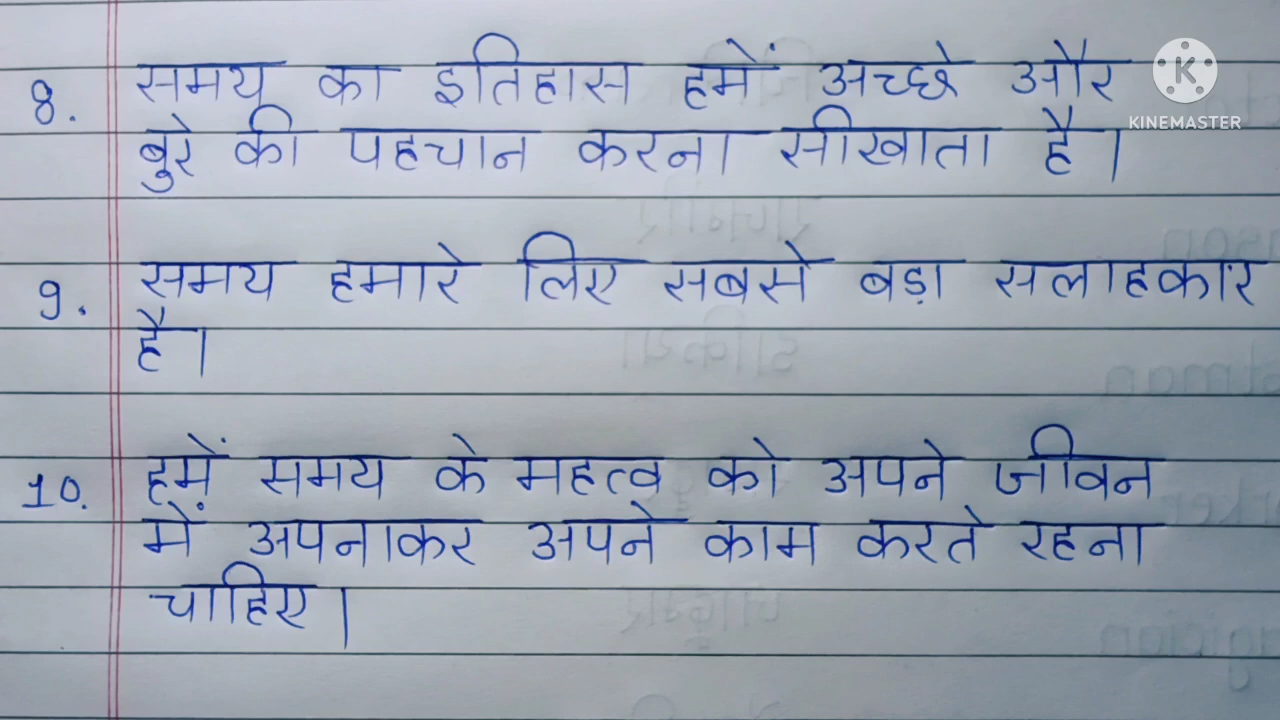 8. समय का इतिहास हमें अच्छे और
बुरे की पहचान करना सीखाता है।
9. समय हमारे लिए सबसे बड़ा सलाहकार
है।
10. हमें समय के महत्व को अपने जीवन
में अपनाकर अपने काम करते रहना
चाहिए।
K
KINEMASTER